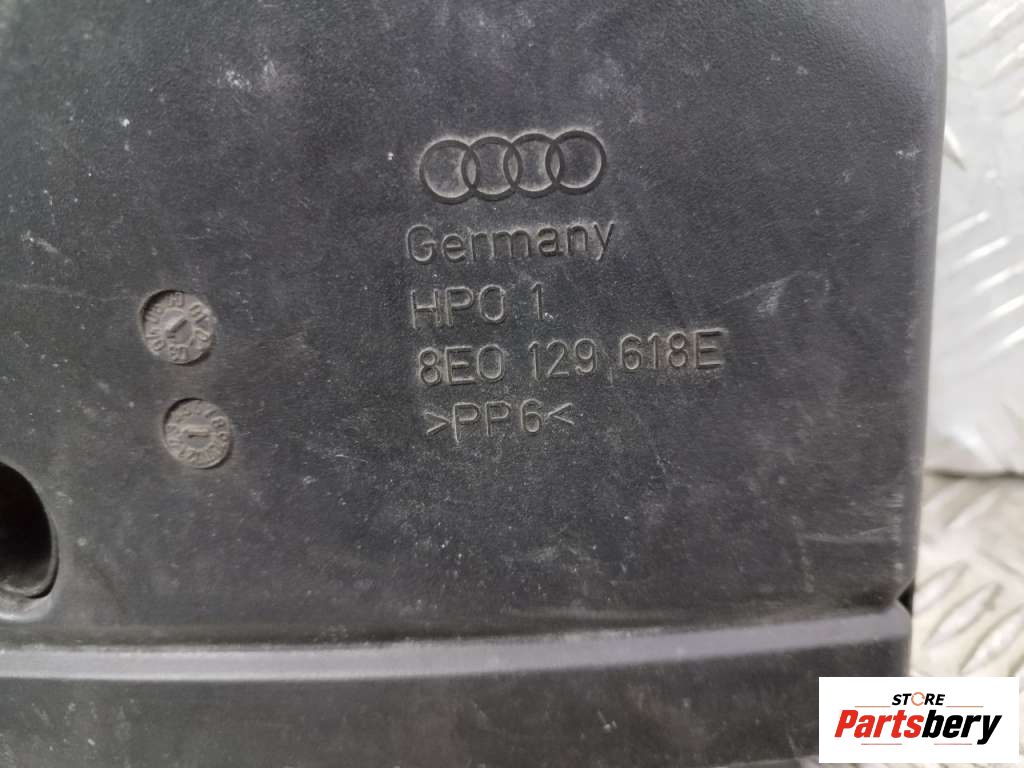 Germany
HPO 1
8E0 129 618E
>PP6<
STORE
Partsbery